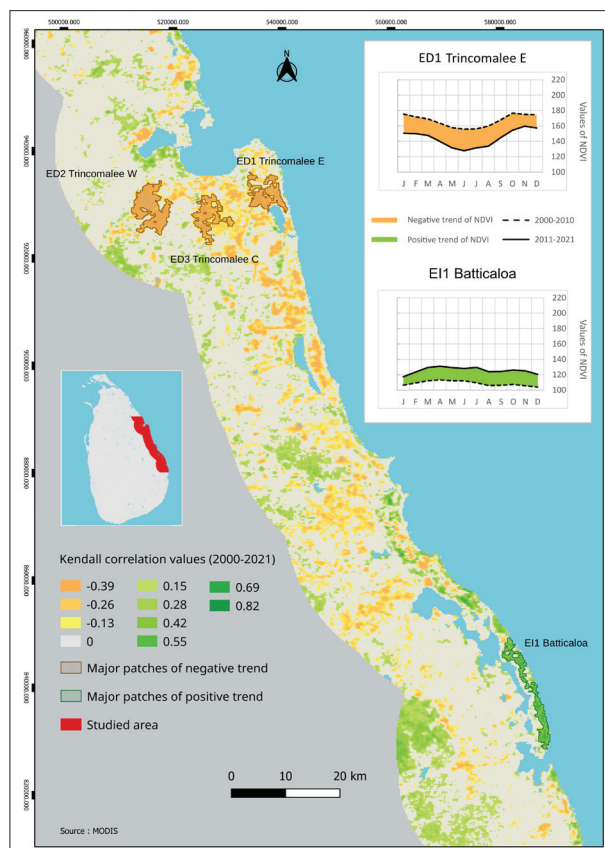 500000.000 520000.000 540000.000 560000.000 580000.000
N
ED1 Trincomalee E
220
200
180
160
140
120
100
Values of NDVI
J F M A M J J A S O N D
Negative trend of NDVI
2000-2010
Positive trend of NDVI
2011-2021
EI1 Batticaloa
220
200
180
160
140
120
100
Values of NDVI
J F M A M J J A S O N D
ED2 Trincomalee W
ED1 Trincomalee E
ED3 Trincomalee C
EI1 Batticaloa
Kendall correlation values (2000-2021)
-0.39 0.15 0.69
-0.26 0.28 0.82
-0.13 0.42
0 0.55
Major patches of negative trend
Major patches of positive trend
Studied area
0 10 20 km
Source : MODIS